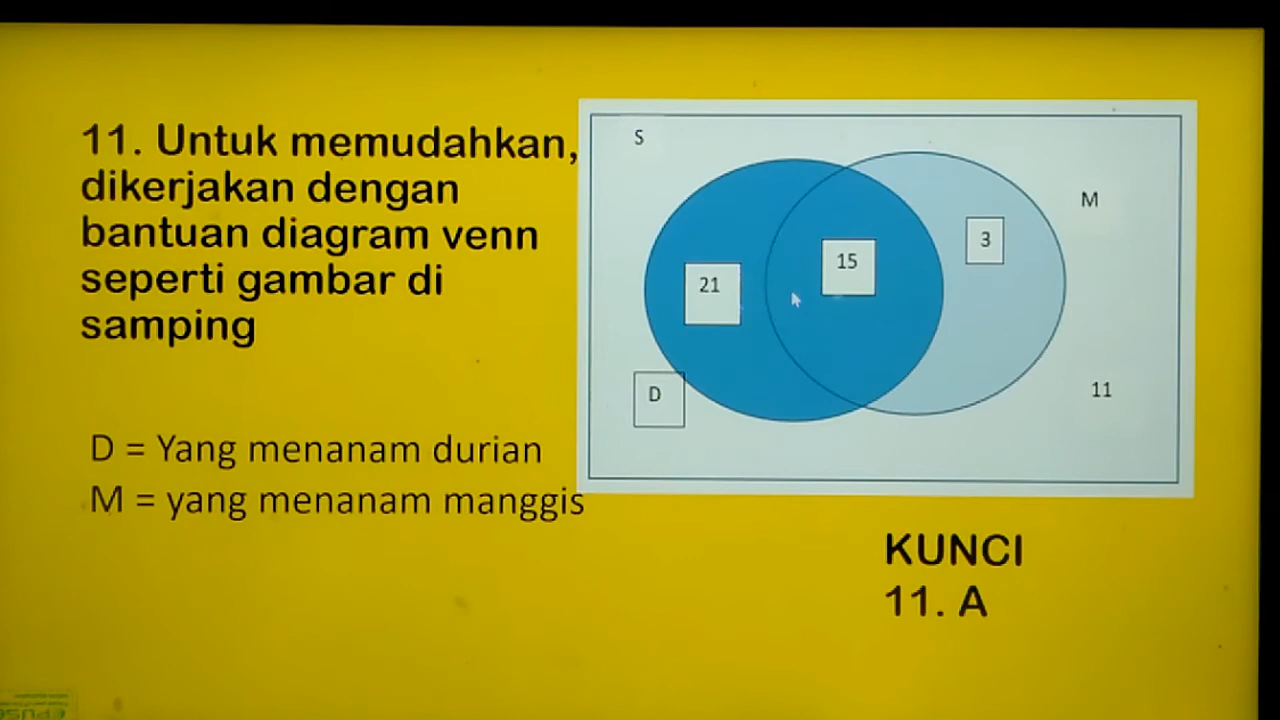 11. Untuk memudahkan,
dikerjakan dengan
bantuan diagram venn
seperti gambar di
samping
D = Yang menanam durian
M = yang menanam manggis
S
M
21
15
3
D
11
KUNCI
11. A